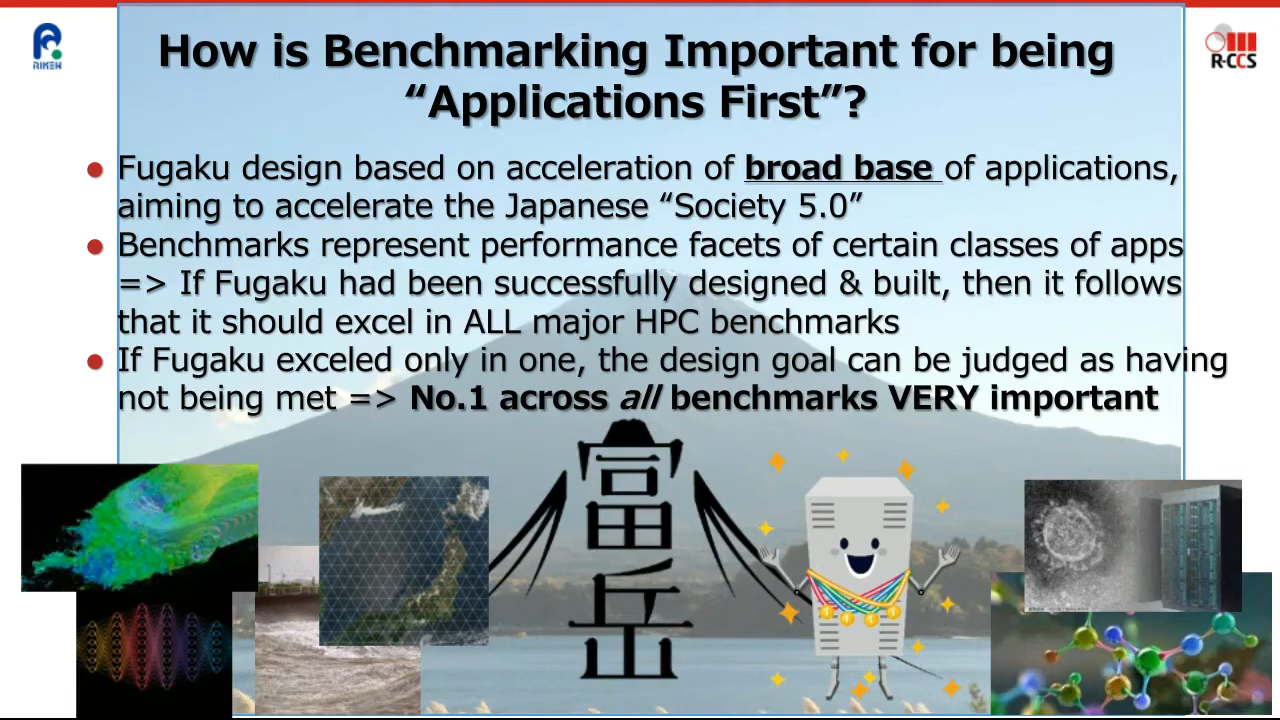 RIKEN
R-CCS
How is Benchmarking Important for being
“Applications First”?
● Fugaku design based on acceleration of broad base of applications,
aiming to accelerate the Japanese “Society 5.0”
● Benchmarks represent performance facets of certain classes of apps
=> If Fugaku had been successfully designed & built, then it follows
that it should excel in ALL major HPC benchmarks
● If Fugaku exceled only in one, the design goal can be judged as having
not being met => No.1 across all benchmarks VERY important
富
岳
1 1 1 1